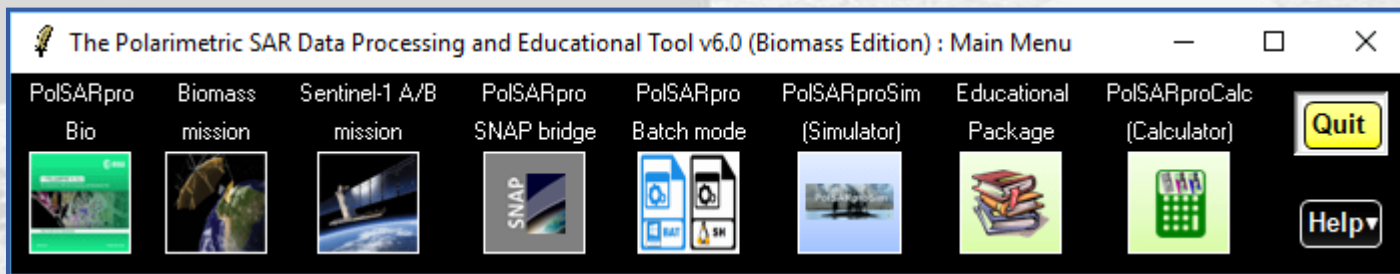 The Polarimetric SAR Data Processing and Educational Tool v6.0 (Biomass Edition) : Main Menu
PolSARpro Biomass Sentinel-1 A/B PolSARpro PolSARpro PolSARproSim Educational PolSARproCalc
Bio mission mission SNAP bridge Batch mode (Simulator) Package (Calculator)
Quit
esa
SNAP
BAT SH
PolSARproSim
Help▾